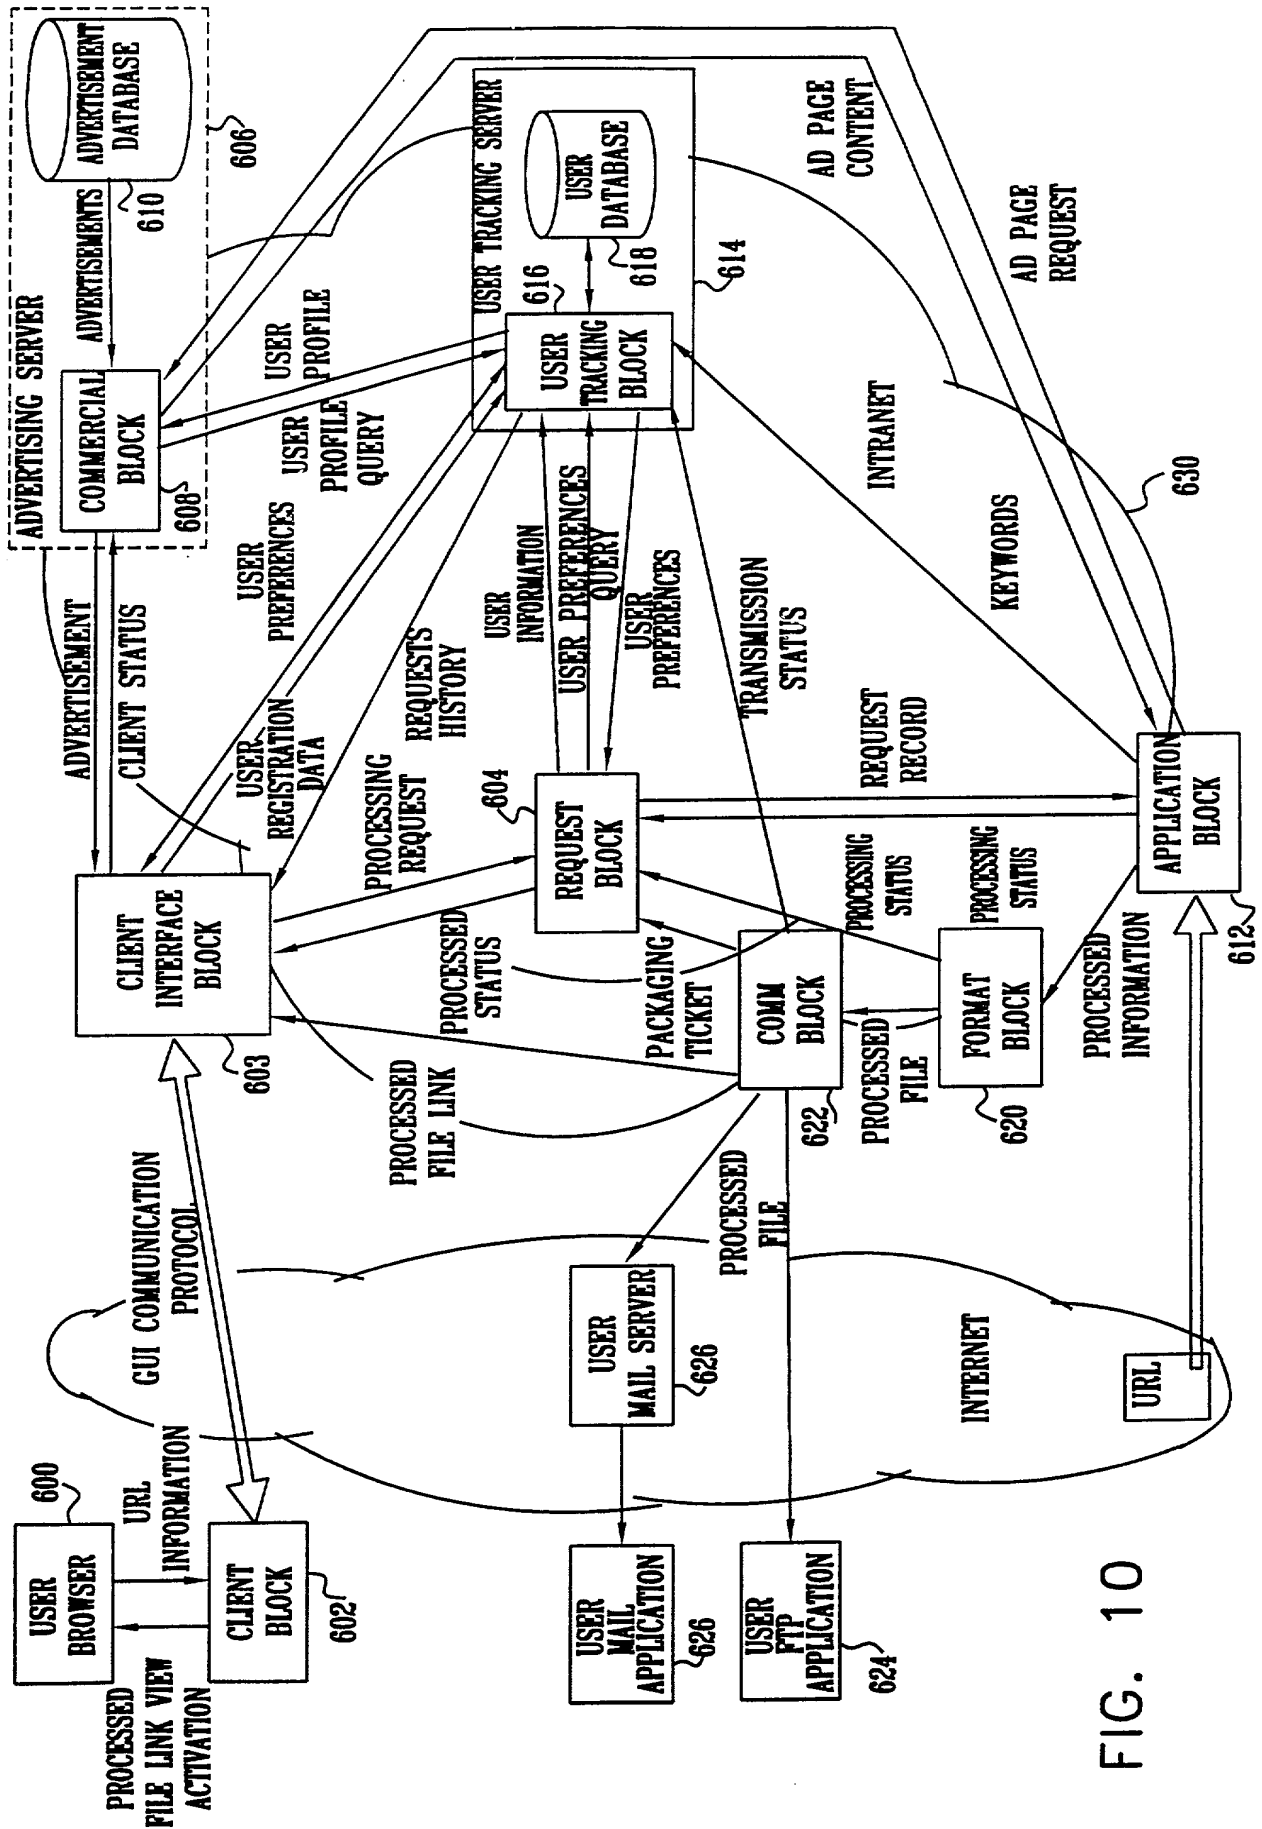 USER
BROWSER
600
URL
INFORMATION
PROCESSED
FILE LINK VIEW
ACTIVATION
CLIENT
BLOCK
602
GUI COMMUNICATION
PROTOCOL
CLIENT
INTERFACE
BLOCK
603
ADVERTISEMENT
CLIENT STATUS
ADVERTISING SERVER
COMMERCIAL
BLOCK
608
ADVERTISEMENTS
ADVERTISEMENT
DATABASE
610
606
USER
PREFERENCES
USER
REGISTRATION
DATA
REQUESTS
HISTORY
USER
PROFILE
USER
PROFILE
QUERY
USER TRACKING SERVER
USER
TRACKING
BLOCK
616
USER
DATABASE
618
614
PROCESSING
REQUEST
PROCESSED
STATUS
REQUEST
BLOCK
604
USER
INFORMATION
USER PREFERENCES
QUERY
USER
PREFERENCES
TRANSMISSION
STATUS
PROCESSED
FILE LINK
PACKAGING
TICKET
COMM
BLOCK
622
PROCESSING
STATUS
REQUEST
RECORD
PROCESSED
FILE
FORMAT
BLOCK
620
PROCESSING
STATUS
PROCESSED
INFORMATION
APPLICATION
BLOCK
612
KEYWORDS
INTRANET
630
AD PAGE
CONTENT
AD PAGE
REQUEST
PROCESSED
FILE
USER
MAIL SERVER
626
USER
MAIL
APPLICATION
626
USER
FTP
APPLICATION
624
INTERNET
URL
FIG. 10